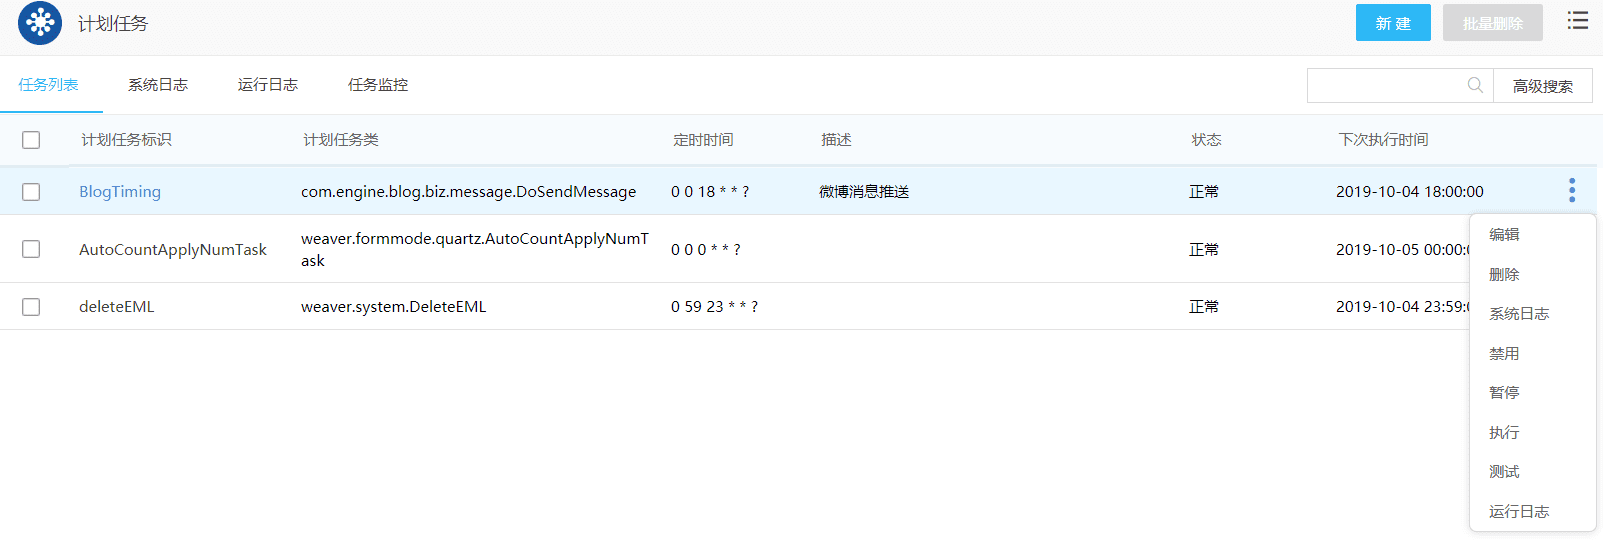 计划任务
新 建
批量删除
任务列表
系统日志
运行日志
任务监控
高级搜索
计划任务标识 计划任务类 定时时间 描述 状态 下次执行时间
BlogTiming com.engine.blog.biz.message.DoSendMessage 0 0 18 * * ? 微博消息推送 正常 2019-10-04 18:00:00
AutoCountApplyNumTask weaver.formmode.quartz.AutoCountApplyNumT
ask 0 0 0 * * ? 正常 2019-10-05 00:00:
deleteEML weaver.system.DeleteEML 0 59 23 * * ? 正常 2019-10-04 23:59:
编辑
删除
系统日志
禁用
暂停
执行
测试
运行日志